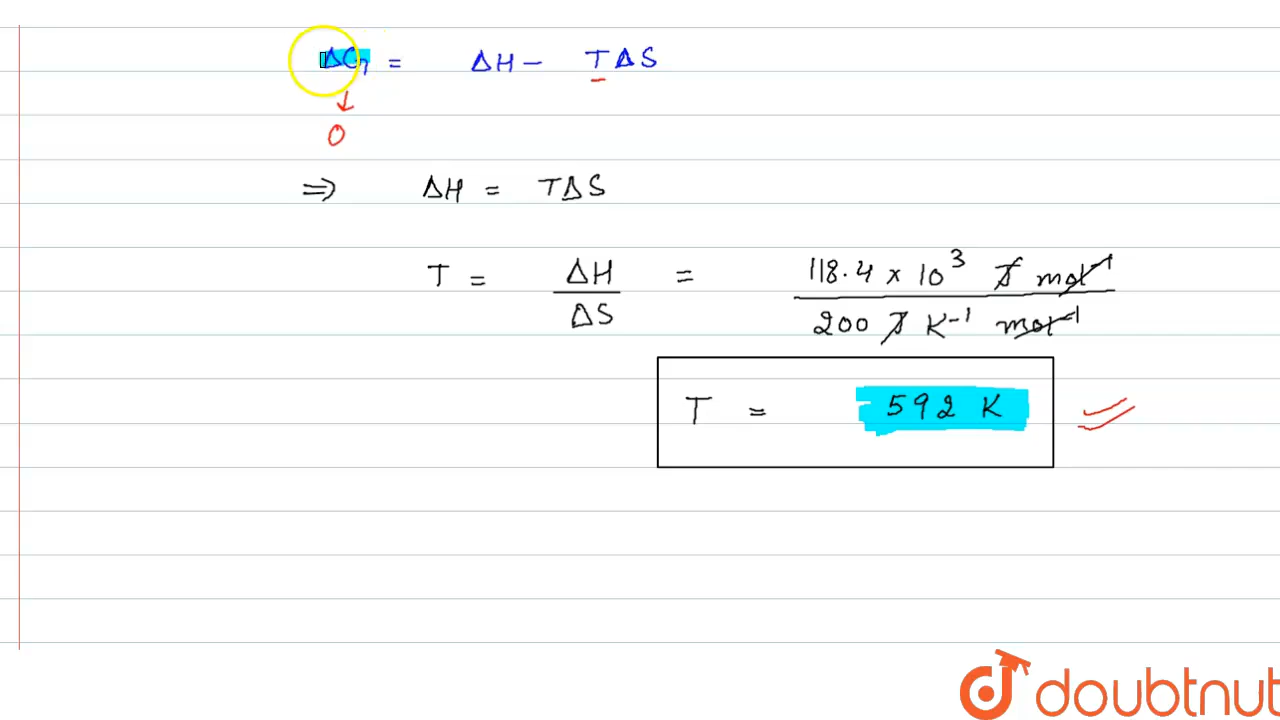 ΔG = ΔH - TΔS
↓
0
⇒ ΔH = TΔS
T = ΔH / ΔS = 118.4 × 10³ J mol⁻¹ / 200 J K⁻¹ mol⁻¹
T = 592 K
doubtnut